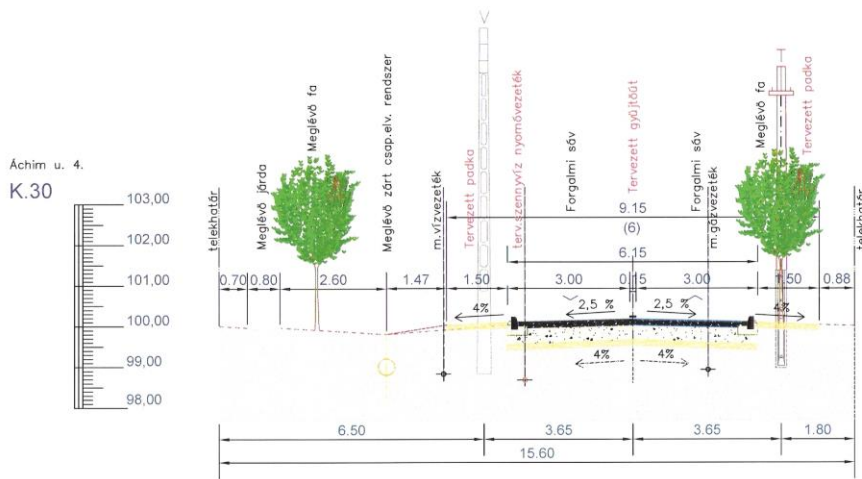 Áchim u. 4.
K.30
103,00
102,00
101,00
100,00
99,00
98,00
telekhatár
Meglévő járda
Meglévő fa
Meglévő zárt csap.elv. rendszer
m.vízvezeték
Tervezett padka
terv.szennyvíz nyomóvezeték
Forgalmi sáv
Tervezett gyűjtőút
Forgalmi sáv
m.gázvezeték
Meglévő fa
Tervezett padka
telekhatár
9.15
(6)
6.15
0.70 0.80 2.60 1.47 1.50 3.00 0.15 3.00 1.50 0.88
4% 2,5 % 2,5 % 4%
4% 4%
6.50 3.65 3.65 1.80
15.60